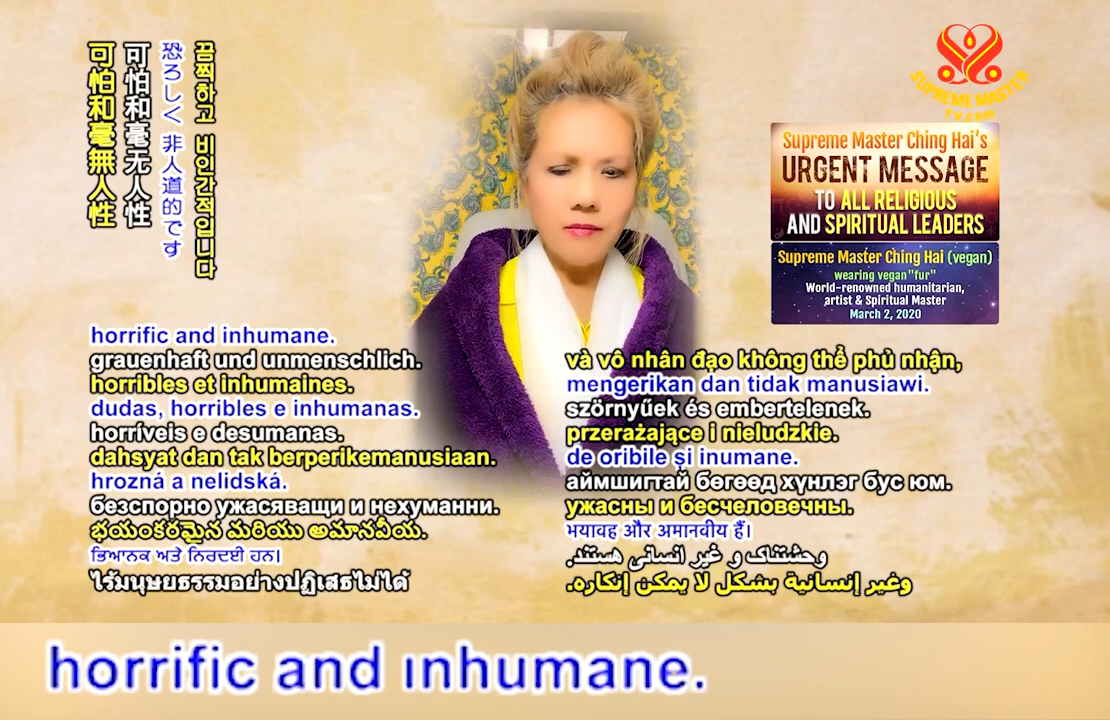 可怕和毫無人性
可怕和毫无人性
恐ろしく 非人道的です
끔찍하고 비인간적입니다
SUPREME MASTER
TV.COM
Supreme Master Ching Hai's
URGENT MESSAGE
TO ALL RELIGIOUS
AND SPIRITUAL LEADERS
Supreme Master Ching Hai (vegan)
wearing vegan "fur"
World-renowned humanitarian,
artist & Spiritual Master
March 2, 2020
horrific and inhumane.
grauenhaft und unmenschlich.
horribles et inhumaines.
dudas, horribles e inhumanas.
horríveis e desumanas.
dahsyat dan tak berperikemanusiaan.
hrozná a nelidská.
безспорно ужасяващи и нехуманни.
భయంకరమైన మరియు అమానవీయ.
ਭਿਆਨਕ ਅਤੇ ਨਿਰਦਈ ਹਨ।
ไร้มนุษยธรรมอย่างปฏิเสธไม่ได้
và vô nhân đạo không thể phủ nhận,
mengerikan dan tidak manusiawi.
szörnyűek és embertelenek.
przerażające i nieludzkie.
de oribile și inumane.
аймшигтай бөгөөд хүнлэг бус юм.
ужасны и бесчеловечны.
भयावह और अमानवीय हैं।
وحشتناک و غیر انسانی هستند.
وغير إنسانية بشكل لا يمكن إنكاره.
horrific and inhumane.